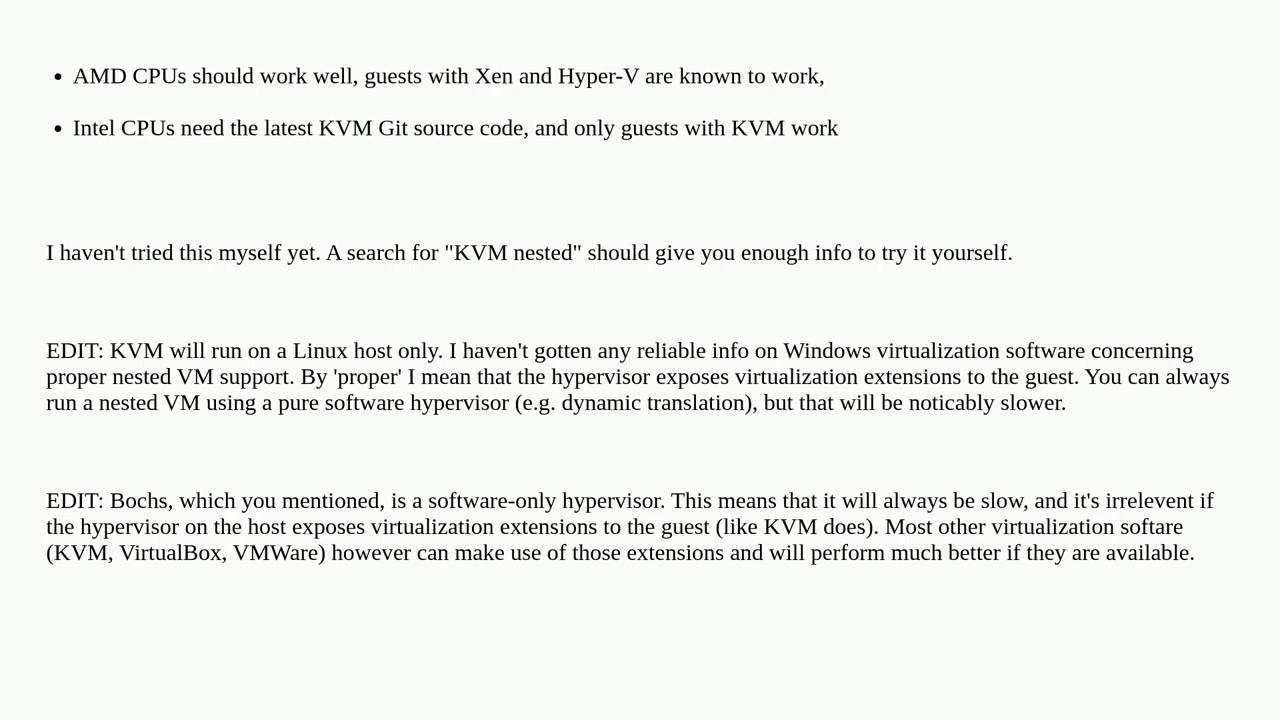 • AMD CPUs should work well, guests with Xen and Hyper-V are known to work,
• Intel CPUs need the latest KVM Git source code, and only guests with KVM work
I haven't tried this myself yet. A search for "KVM nested" should give you enough info to try it yourself.
EDIT: KVM will run on a Linux host only. I haven't gotten any reliable info on Windows virtualization software concerning
proper nested VM support. By 'proper' I mean that the hypervisor exposes virtualization extensions to the guest. You can always
run a nested VM using a pure software hypervisor (e.g. dynamic translation), but that will be noticably slower.
EDIT: Bochs, which you mentioned, is a software-only hypervisor. This means that it will always be slow, and it's irrelevent if
the hypervisor on the host exposes virtualization extensions to the guest (like KVM does). Most other virtualization softare
(KVM, VirtualBox, VMWare) however can make use of those extensions and will perform much better if they are available.